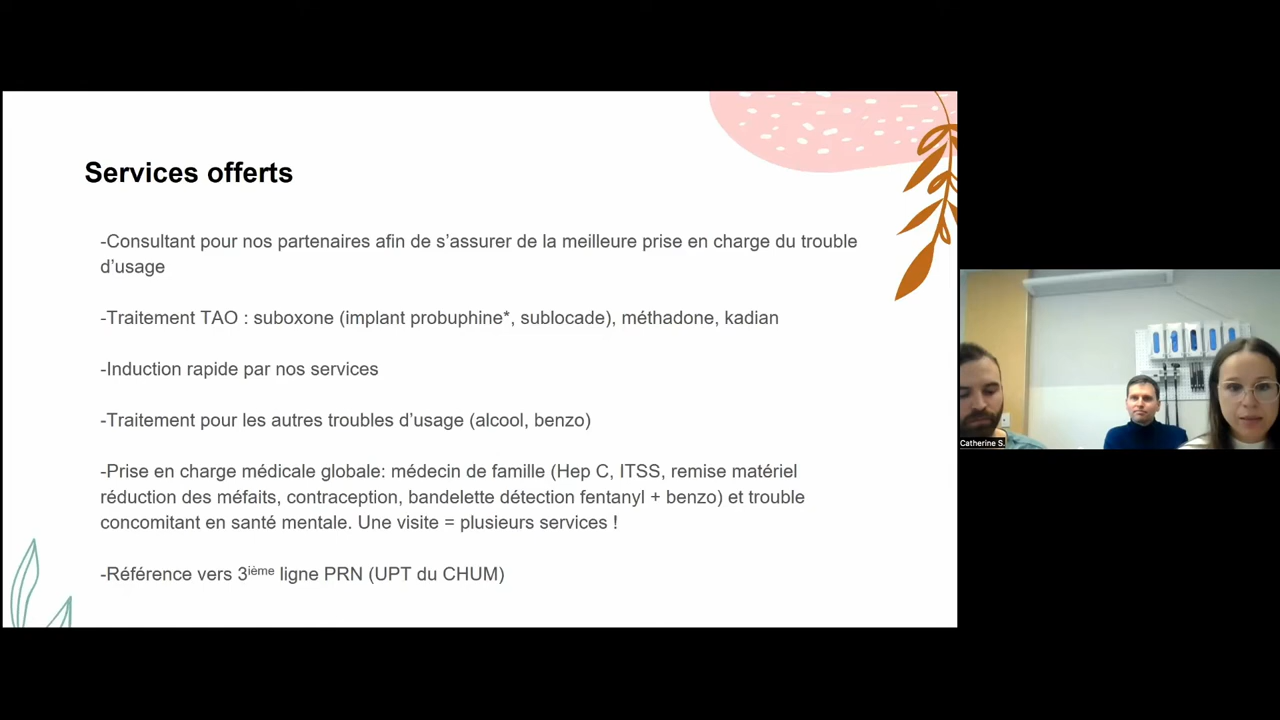 Services offerts
-Consultant pour nos partenaires afin de s’assurer de la meilleure prise en charge du trouble
d’usage
-Traitement TAO : suboxone (implant probuphine*, sublocade), méthadone, kadian
-Induction rapide par nos services
-Traitement pour les autres troubles d’usage (alcool, benzo)
-Prise en charge médicale globale: médecin de famille (Hep C, ITSS, remise matériel
réduction des méfaits, contraception, bandelette détection fentanyl + benzo) et trouble
concomitant en santé mentale. Une visite = plusieurs services !
-Référence vers 3ième ligne PRN (UPT du CHUM)
Catherine S.